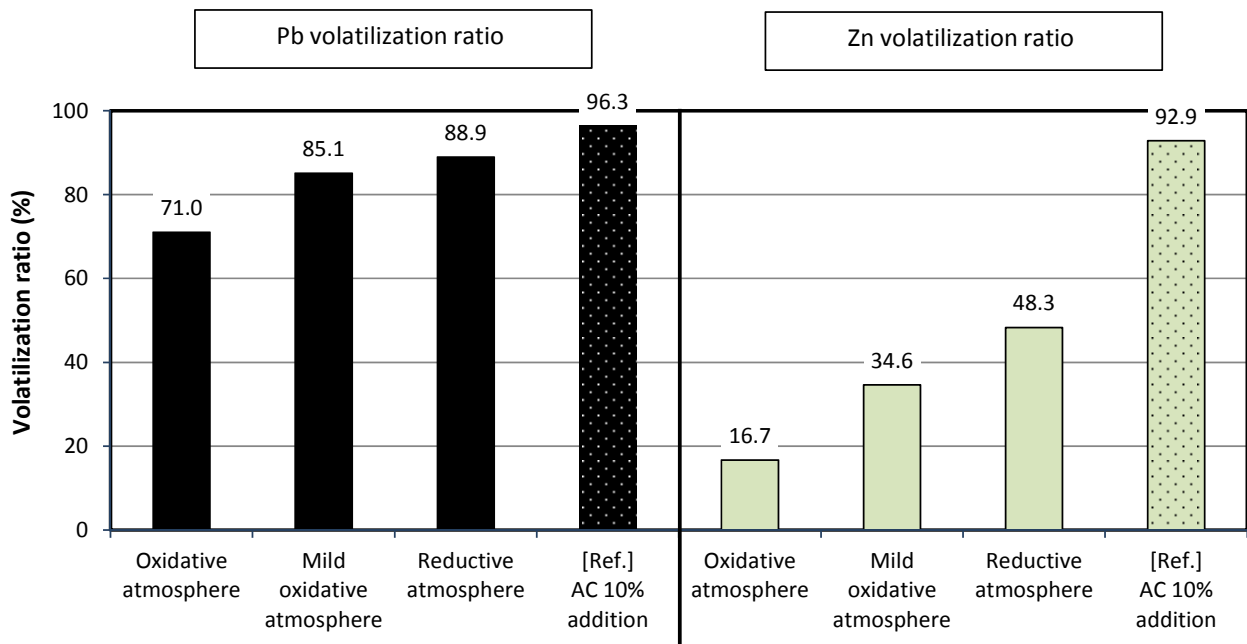 Pb volatilization ratio
Zn volatilization ratio
Volatilization ratio (%)
100
80
60
40
20
0
71.0
85.1
88.9
96.3
16.7
34.6
48.3
92.9
Oxidative
atmosphere
Mild
oxidative
atmosphere
Reductive
atmosphere
[Ref.]
AC 10%
addition
Oxidative
atmosphere
Mild
oxidative
atmosphere
Reductive
atmosphere
[Ref.]
AC 10%
addition